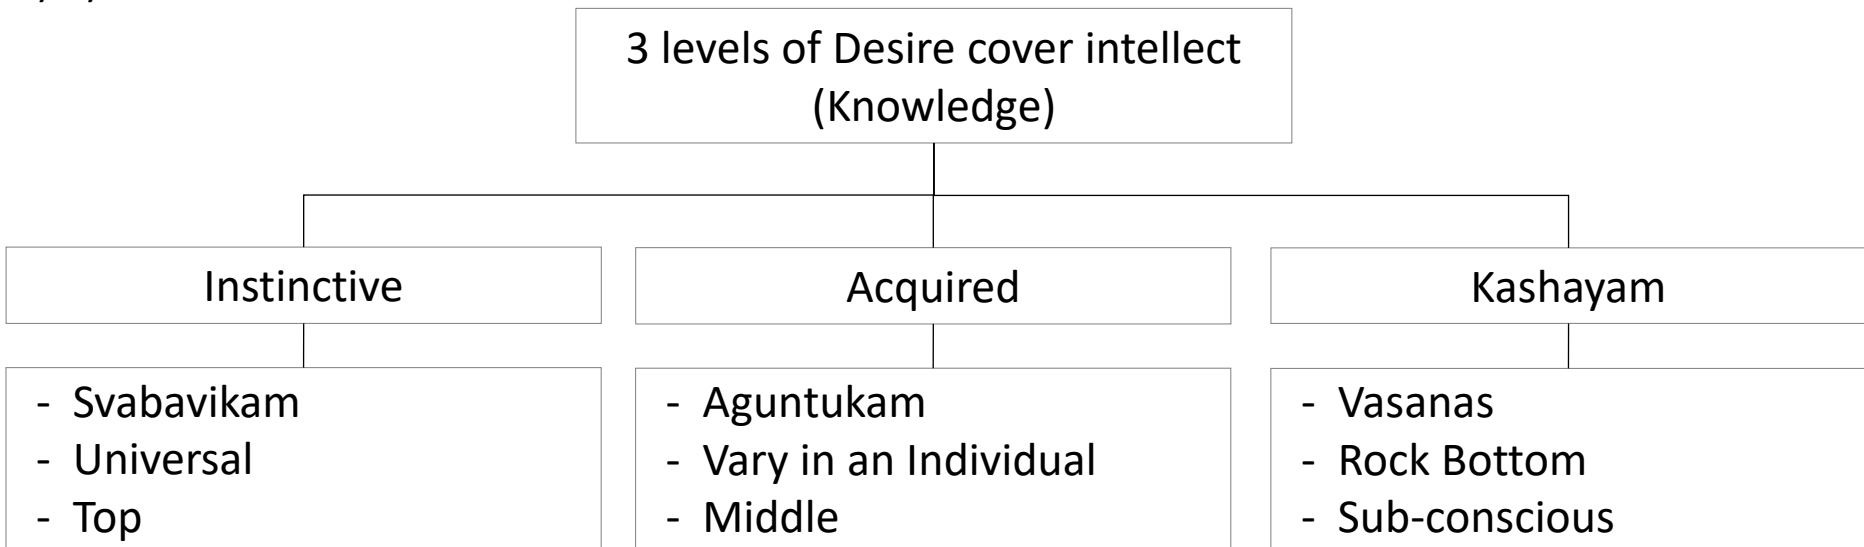 3 levels of Desire cover intellect
(Knowledge)
Instinctive
Acquired
Kashayam
- Svabavikam
- Universal
- Top
- Aguntukam
- Vary in an Individual
- Middle
- Vasanas
- Rock Bottom
- Sub-conscious